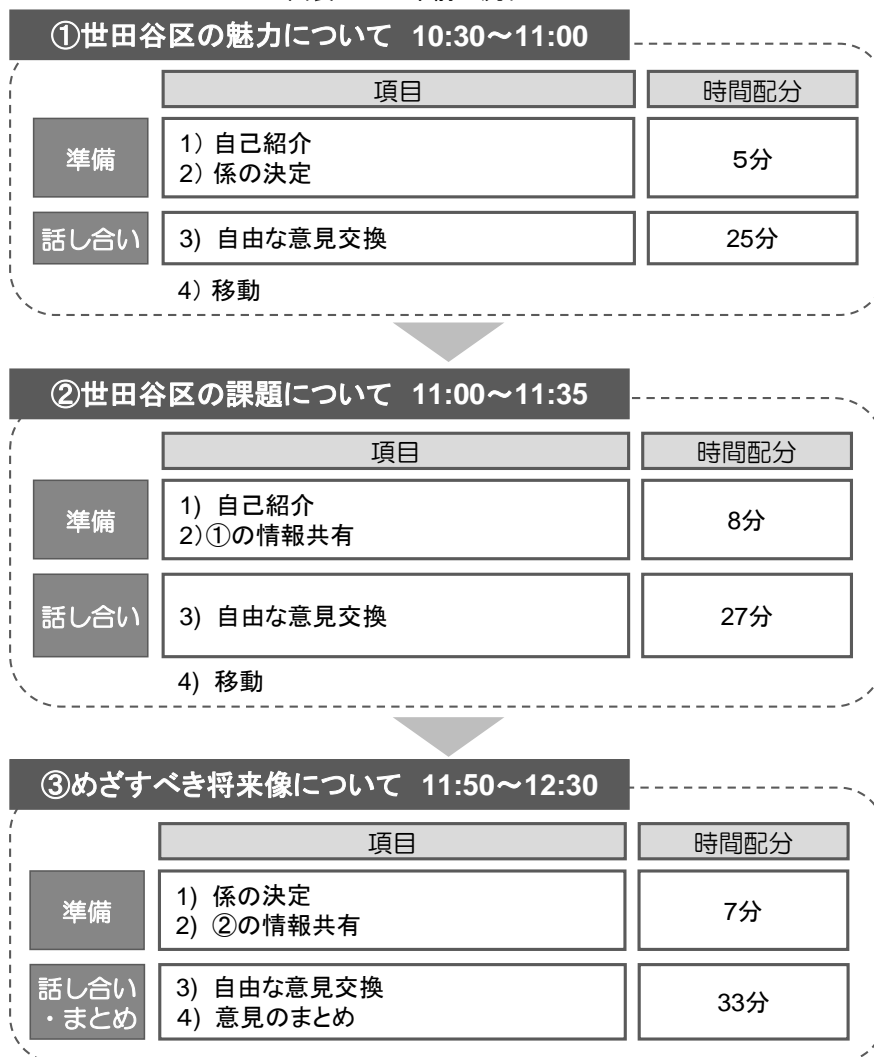 ①世田谷区の魅力について 10:30～11:00
項目 時間配分
準備
1）自己紹介
2）係の決定
5分
話し合い
3) 自由な意見交換
25分
4）移動
②世田谷区の課題について 11:00～11:35
項目 時間配分
準備
1) 自己紹介
2）①の情報共有
8分
話し合い
3) 自由な意見交換
27分
4) 移動
③めざすべき将来像について 11:50～12:30
項目 時間配分
準備
1) 係の決定
2) ②の情報共有
7分
話し合い
・まとめ
3) 自由な意見交換
4) 意見のまとめ
33分